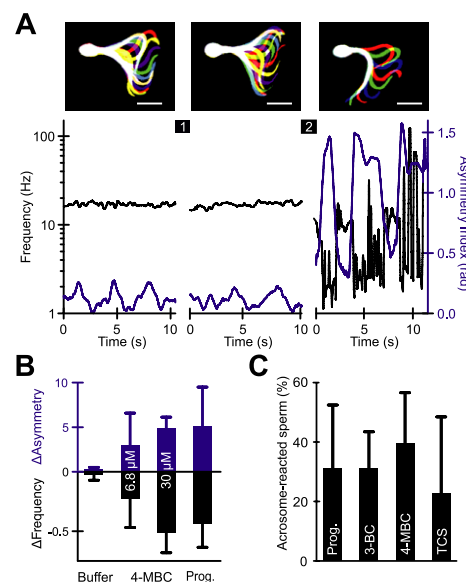 A
1
2
100
10
1
Frequency (Hz)
0
5
10
Time (s)
0
5
10
Time (s)
0
5
10
Time (s)
1.5
1.0
0.5
0.0
Asymmetry Index (rad)
B
10
5
0
-0.5
ΔAsymmetry
ΔFrequency
6.8 µM
30 µM
Buffer
4-MBC
Prog.
C
60
40
20
0
Acrosome-reacted sperm (%)
Prog.
3-BC
4-MBC
TCS